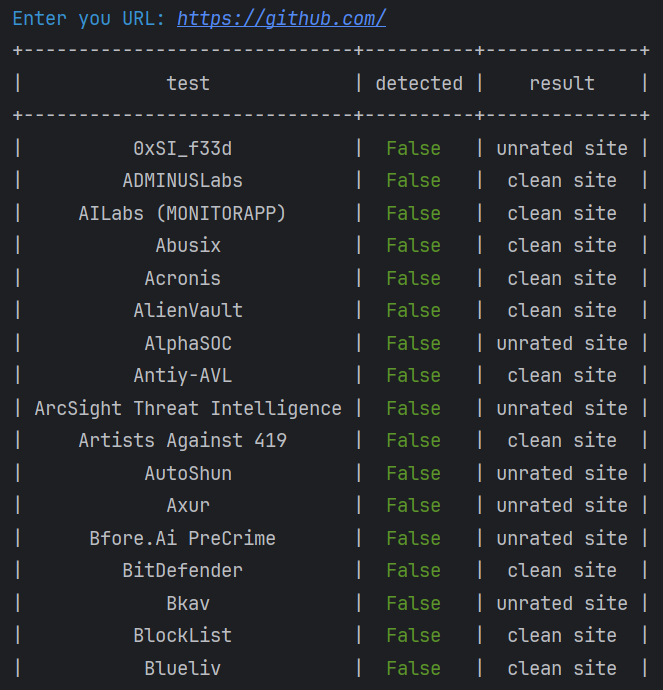 Enter you URL: https://github.com/
+------------------------------+----------+--------------+
| test | detected | result |
+------------------------------+----------+--------------+
| 0xSI_f33d | False | unrated site |
| ADMINUSLabs | False | clean site |
| AILabs (MONITORAPP) | False | clean site |
| Abusix | False | clean site |
| Acronis | False | clean site |
| AlienVault | False | clean site |
| AlphaSOC | False | unrated site |
| Antiy-AVL | False | clean site |
| ArcSight Threat Intelligence | False | unrated site |
| Artists Against 419 | False | clean site |
| AutoShun | False | unrated site |
| Axur | False | unrated site |
| Bfore.Ai PreCrime | False | unrated site |
| BitDefender | False | clean site |
| Bkav | False | unrated site |
| BlockList | False | clean site |
| Blueliv | False | clean site |